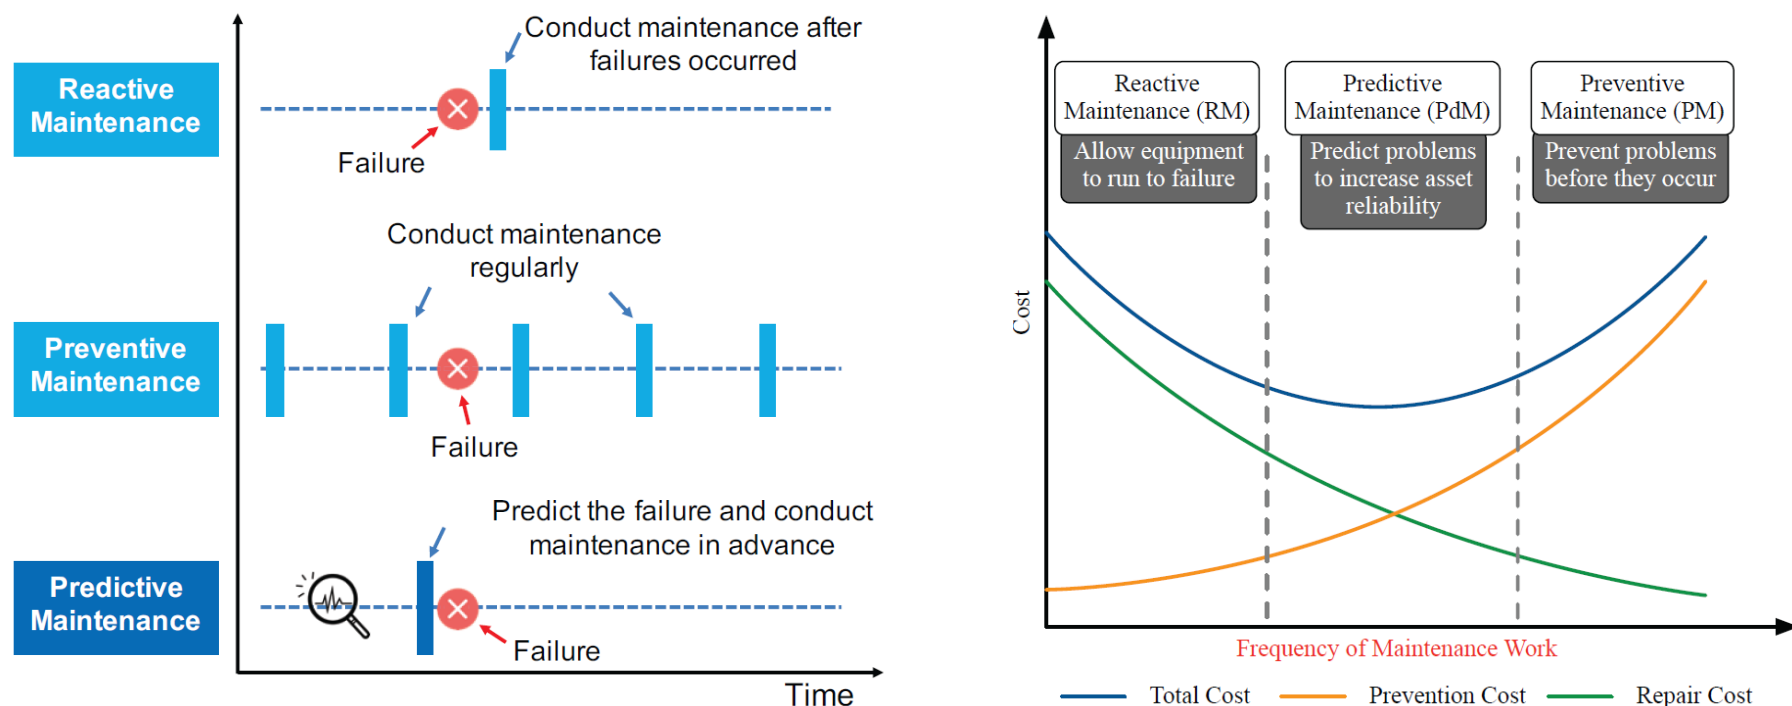 Conduct maintenance after
failures occurred
Reactive
Maintenance
Failure
Conduct maintenance
regularly
Preventive
Maintenance
Failure
Predict the failure and conduct
maintenance in advance
Predictive
Maintenance
Failure
Time
Reactive
Maintenance (RM)
Allow equipment
to run to failure
Predictive
Maintenance (PdM)
Predict problems
to increase asset
reliability
Preventive
Maintenance (PM)
Prevent problems
before they occur
Cost
Frequency of Maintenance Work
Total Cost
Prevention Cost
Repair Cost